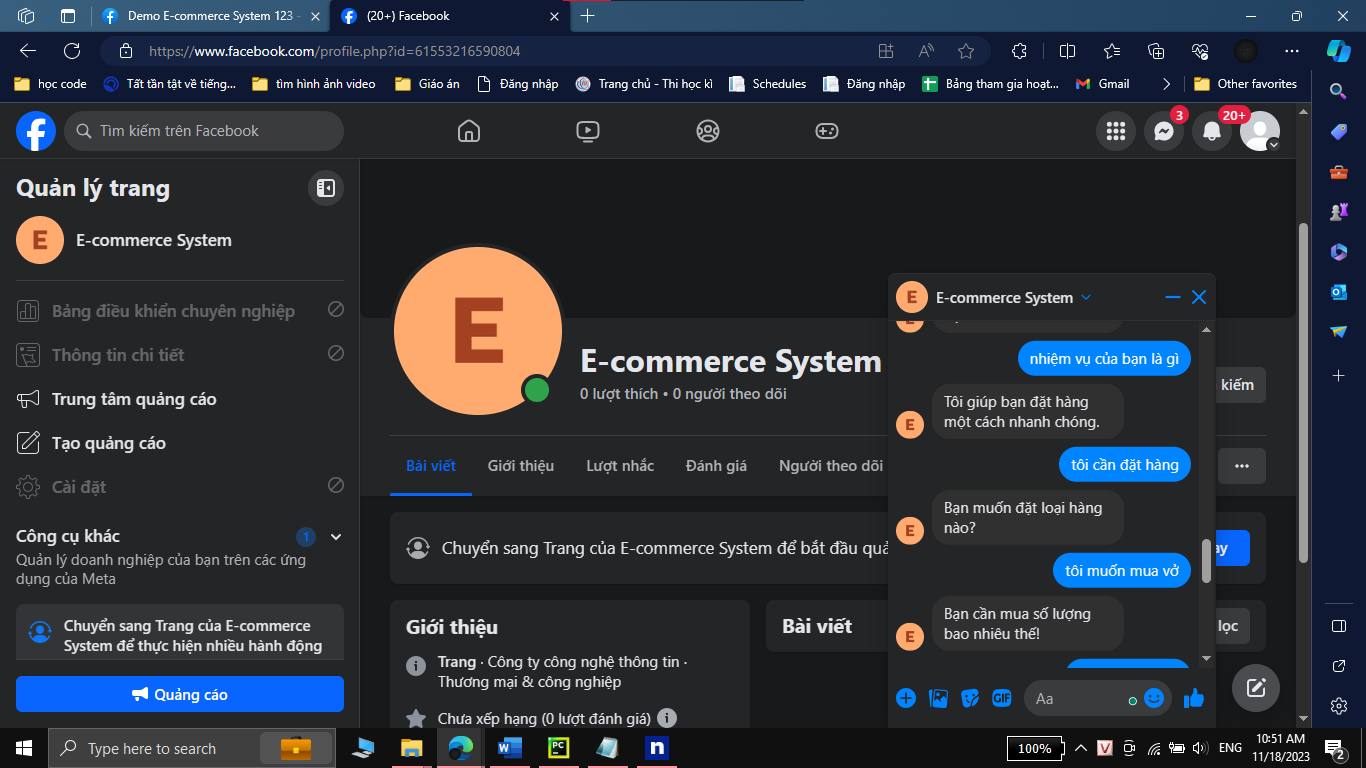 Demo E-commerce System 123 -
(20+) Facebook
https://www.facebook.com/profile.php?id=61553216590804
học code
Tất tần tật về tiếng...
tìm hình ảnh video
Giáo án
Đăng nhập
Trang chủ - Thi học kì
Schedules
Đăng nhập
Bảng tham gia hoạt...
Gmail
Other favorites
Tìm kiếm trên Facebook
3
20+
Quản lý trang
E
E-commerce System
Bảng điều khiển chuyên nghiệp
Thông tin chi tiết
Trung tâm quảng cáo
Tạo quảng cáo
Cài đặt
Công cụ khác
1
Quản lý doanh nghiệp của bạn trên các ứng
dụng của Meta
Chuyển sang Trang của E-commerce
System để thực hiện nhiều hành động
Quảng cáo
E
E-commerce System
0 lượt thích • 0 người theo dõi
kiếm
Bài viết
Giới thiệu
Lượt nhắc
Đánh giá
Người theo dõi
Chuyển sang Trang của E-commerce System để bắt đầu quả
ay
Giới thiệu
Trang · Công ty công nghệ thông tin ·
Thương mại & công nghiệp
Chưa xếp hạng (0 lượt đánh giá)
Bài viết
lọc
E
E-commerce System
E
nhiệm vụ của bạn là gì
Tôi giúp bạn đặt hàng
một cách nhanh chóng.
E
tôi cần đặt hàng
Bạn muốn đặt loại hàng
nào?
E
tôi muốn mua vở
Bạn cần mua số lượng
bao nhiêu thế!
E
GIF
Aa
Type here to search
W
PC
n
100%
V
ENG
10:51 AM
11/18/2023
2